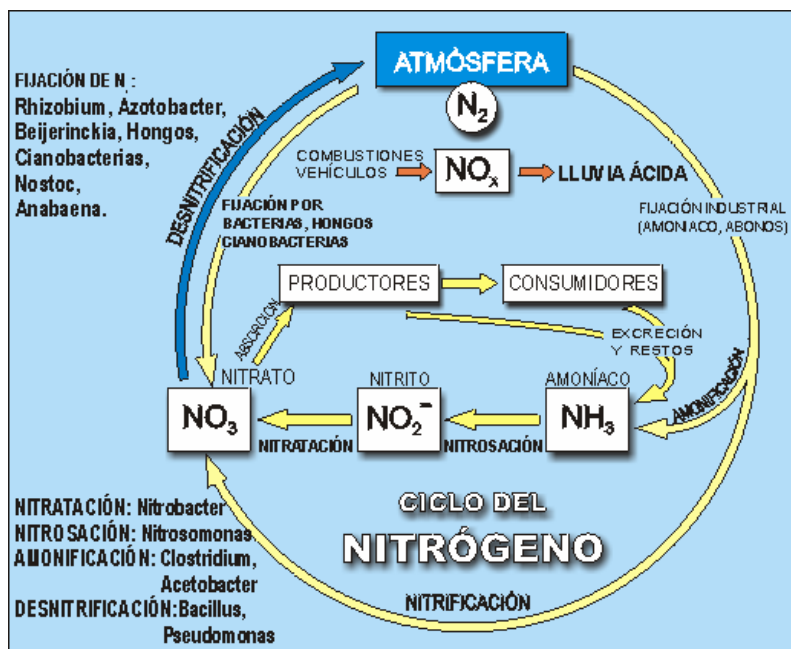 ATMÓSFERA
N₂
FIJACIÓN DE N :
Rhizobium, Azotobacter,
Beijerinckia, Hongos,
Cianobacterias,
Nostoc,
Anabaena.
DESNITRIFICACIÓN
COMBUSTIONES
VEHÍCULOS
NOₓ
LLUVIA ÁCIDA
FIJACIÓN POR
BACTERIAS, HONGOS
CIANOBACTERIAS
FIJACIÓN INDUSTRIAL
(AMONIACO, ABONOS)
PRODUCTORES
CONSUMIDORES
ABSORCIÓN
EXCRECIÓN
Y RESTOS
NITRATO
NITRITO
AMONÍACO
AMONIFICACIÓN
NO₃
NO₂⁻
NH₃
NITRATACIÓN
NITROSACIÓN
NITRATACIÓN: Nitrobacter
NITROSACIÓN: Nitrosomonas,
AMONIFICACIÓN: Clostridium,
Acetobacter
DESNITRIFICACIÓN:Bacillus,
Pseudomonas
CICLO DEL
NITRÓGENO
NITRIFICACIÓN